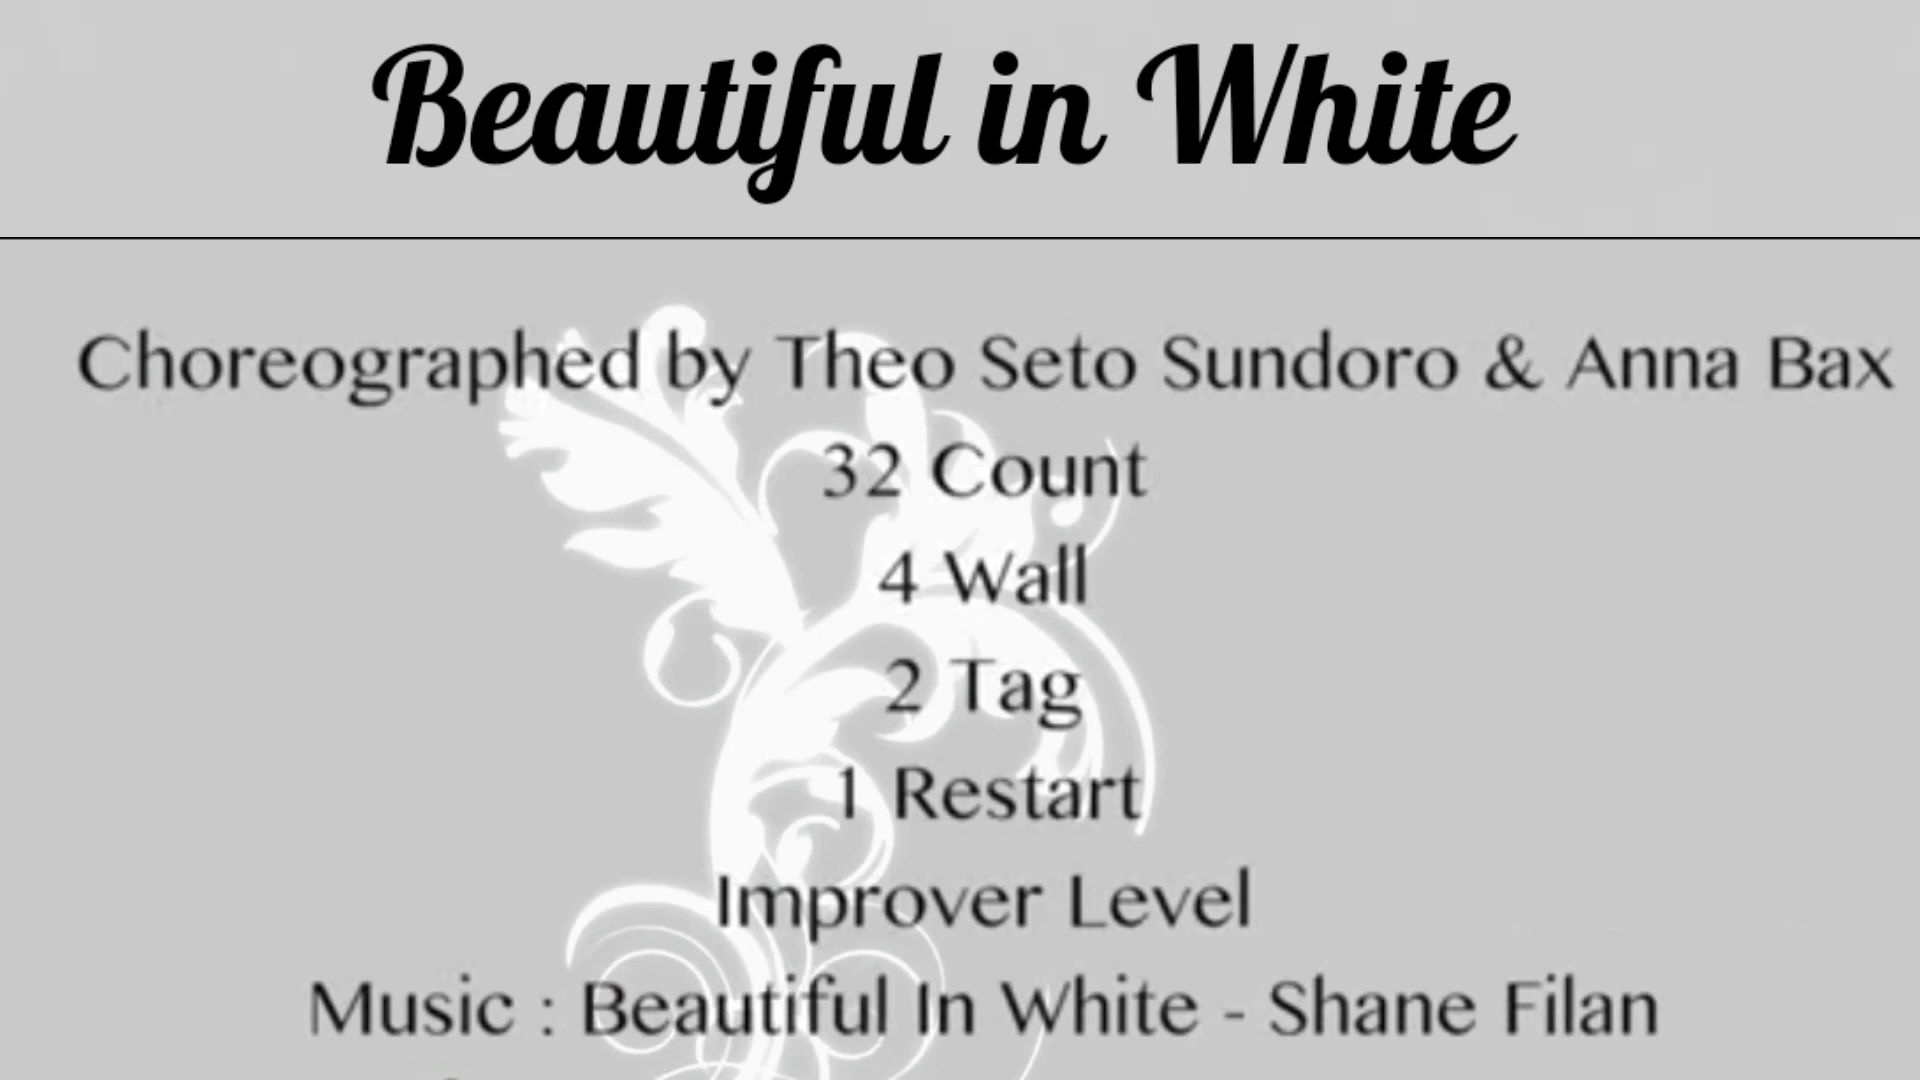 Beautiful in White
Choreographed by Theo Seto Sundoro & Anna Bax
32 Count
4 Wall
2 Tag
1 Restart
Improver Level
Music : Beautiful In White - Shane Filan